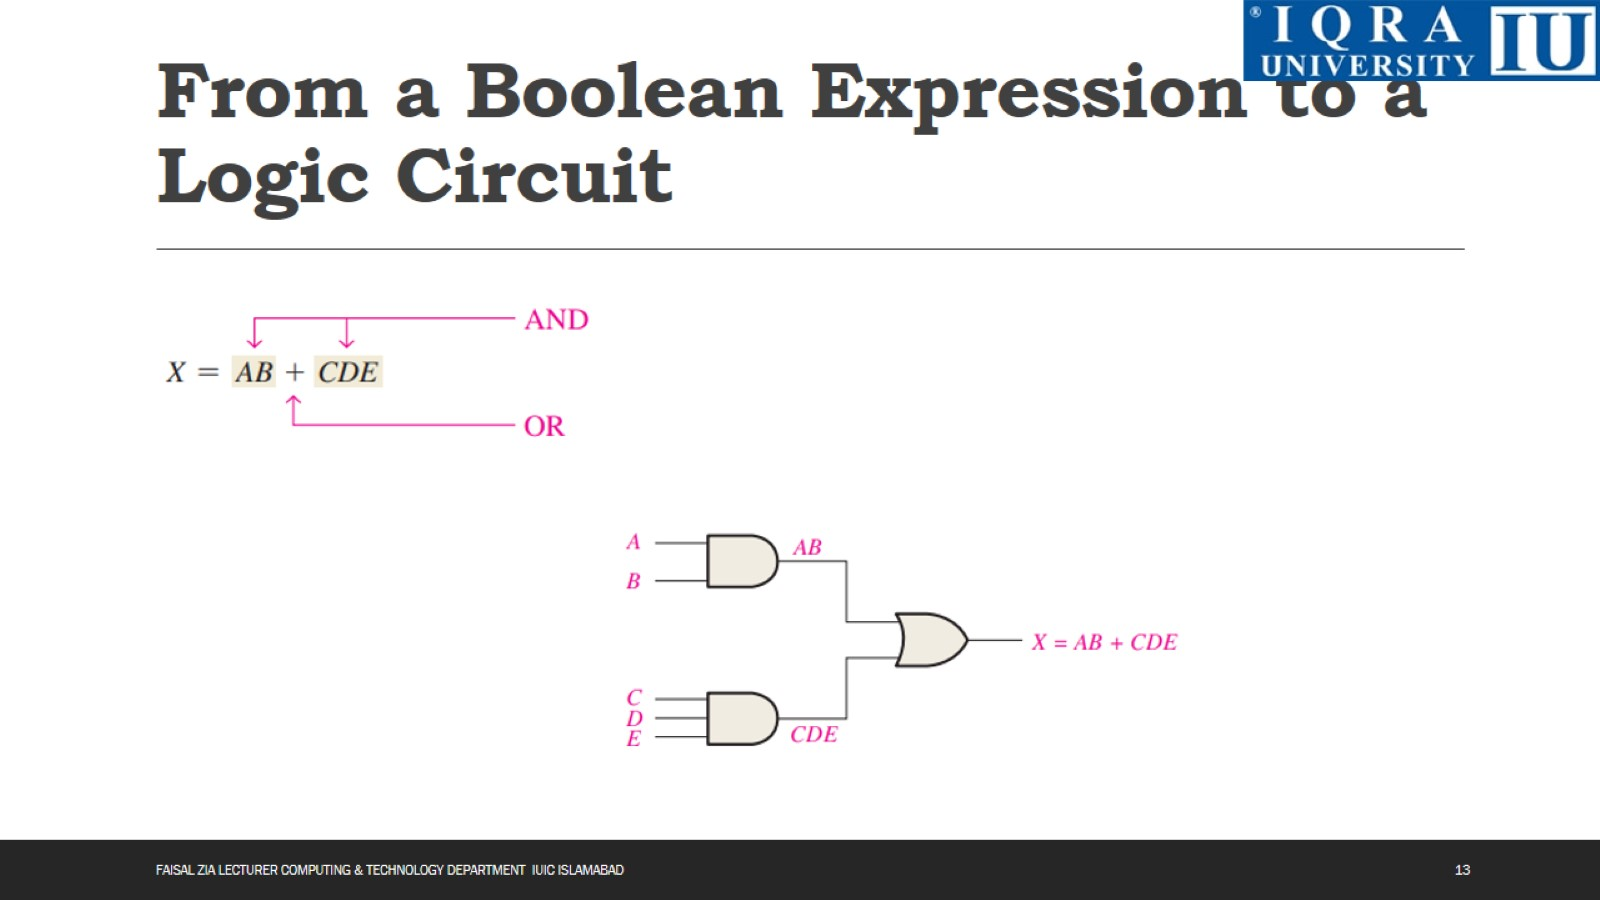 ® IQRA
UNIVERSITY IU
From a Boolean Expression to a
Logic Circuit
AND
X = AB + CDE
OR
A
B
AB
X = AB + CDE
C
D
E
CDE
FAISAL ZIA LECTURER COMPUTING & TECHNOLOGY DEPARTMENT IUIC ISLAMABAD
13